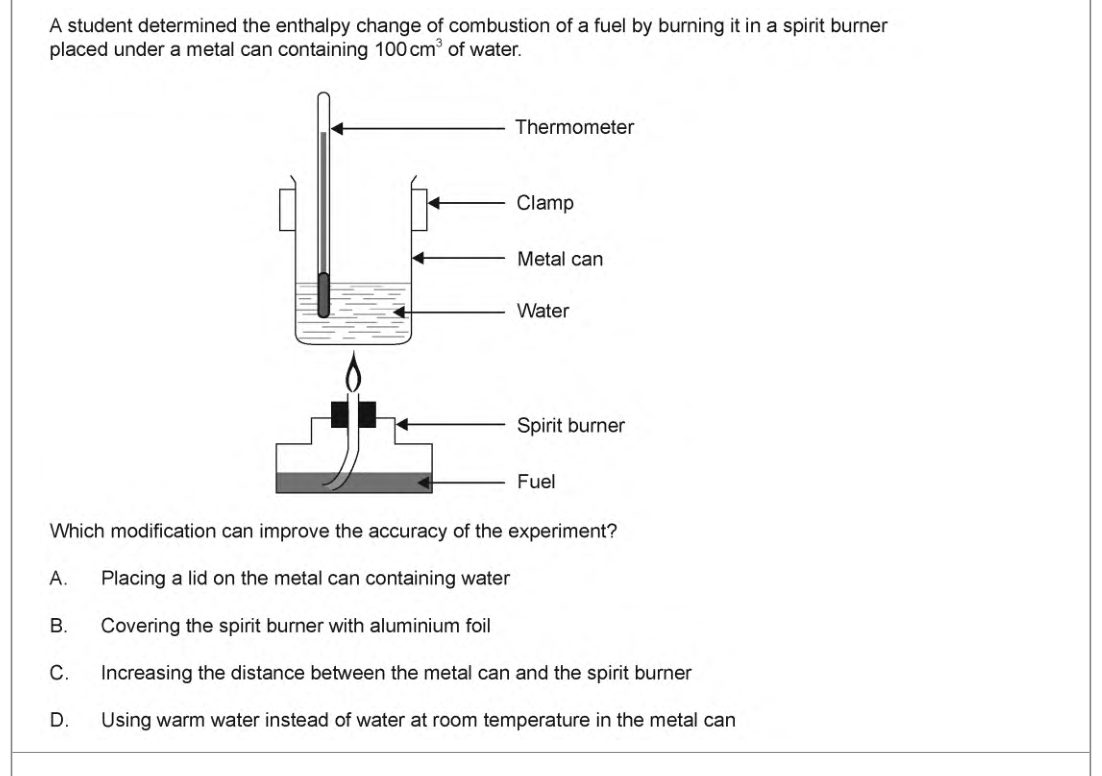 A student determined the enthalpy change of combustion of a fuel by burning it in a spirit burner
placed under a metal can containing 100 cm³ of water.
Thermometer
Clamp
Metal can
Water
Spirit burner
Fuel
Which modification can improve the accuracy of the experiment?
A. Placing a lid on the metal can containing water
B. Covering the spirit burner with aluminium foil
C. Increasing the distance between the metal can and the spirit burner
D. Using warm water instead of water at room temperature in the metal can